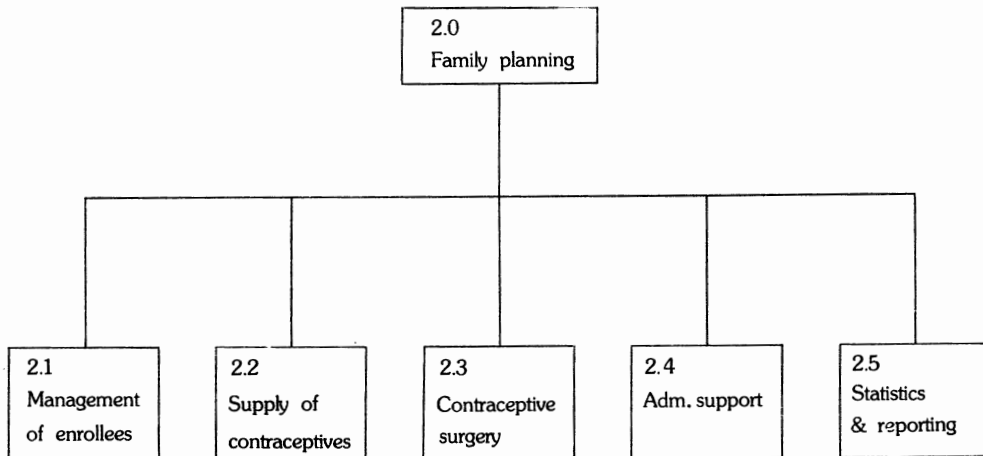 2.0
Family planning
2.1
Management
of enrollees
2.2
Supply of
contraceptives
2.3
Contraceptive
surgery
2.4
Adm. support
2.5
Statistics
& reporting